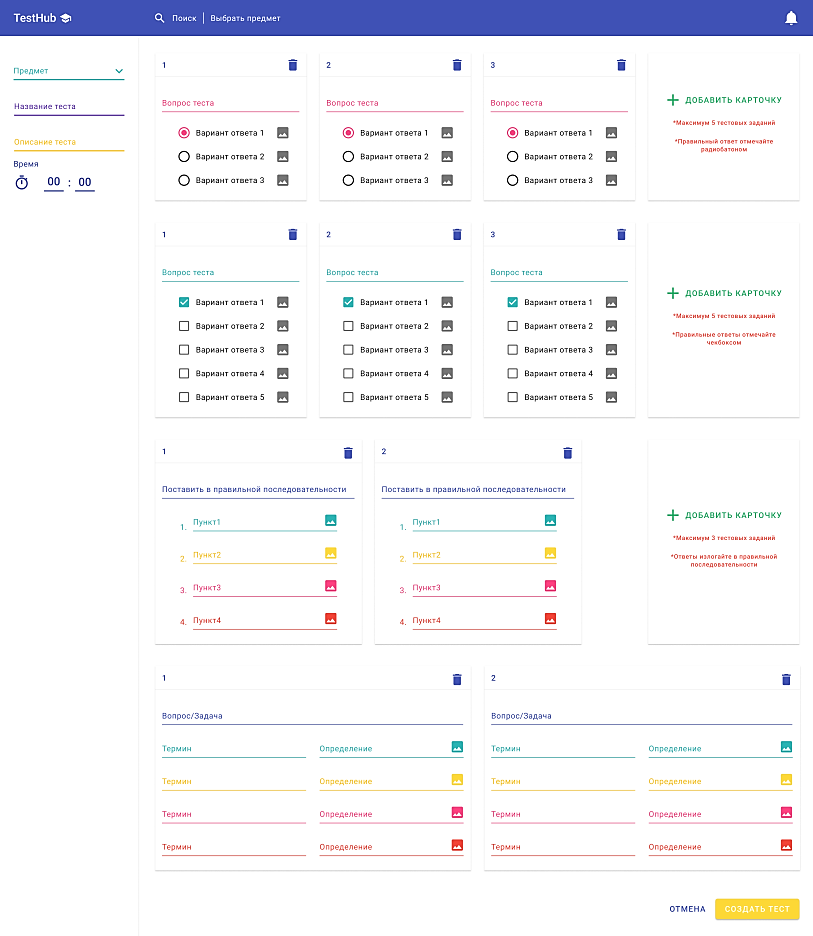 TestHub
Поиск
Выбрать предмет
Предмет
Название теста
Описание теста
Время
00 : 00
1
Вопрос теста
Вариант ответа 1
Вариант ответа 2
Вариант ответа 3
2
Вопрос теста
Вариант ответа 1
Вариант ответа 2
Вариант ответа 3
3
Вопрос теста
Вариант ответа 1
Вариант ответа 2
Вариант ответа 3
ДОБАВИТЬ КАРТОЧКУ
*Максимум 5 тестовых заданий
*Правильный ответ отмечайте
радиобатоном
1
Вопрос теста
Вариант ответа 1
Вариант ответа 2
Вариант ответа 3
Вариант ответа 4
Вариант ответа 5
2
Вопрос теста
Вариант ответа 1
Вариант ответа 2
Вариант ответа 3
Вариант ответа 4
Вариант ответа 5
3
Вопрос теста
Вариант ответа 1
Вариант ответа 2
Вариант ответа 3
Вариант ответа 4
Вариант ответа 5
ДОБАВИТЬ КАРТОЧКУ
*Максимум 5 тестовых заданий
*Правильные ответы отмечайте
чекбоксом
1
Поставить в правильной последовательности
1. Пункт1
2. Пункт2
3. Пункт3
4. Пункт4
2
Поставить в правильной последовательности
1. Пункт1
2. Пункт2
3. Пункт3
4. Пункт4
ДОБАВИТЬ КАРТОЧКУ
*Максимум 3 тестовых заданий
*Ответы излогайте в правильной
последовательности
1
Вопрос/Задача
Термин Определение
Термин Определение
Термин Определение
Термин Определение
2
Вопрос/Задача
Термин Определение
Термин Определение
Термин Определение
Термин Определение
ОТМЕНА
СОЗДАТЬ ТЕСТ